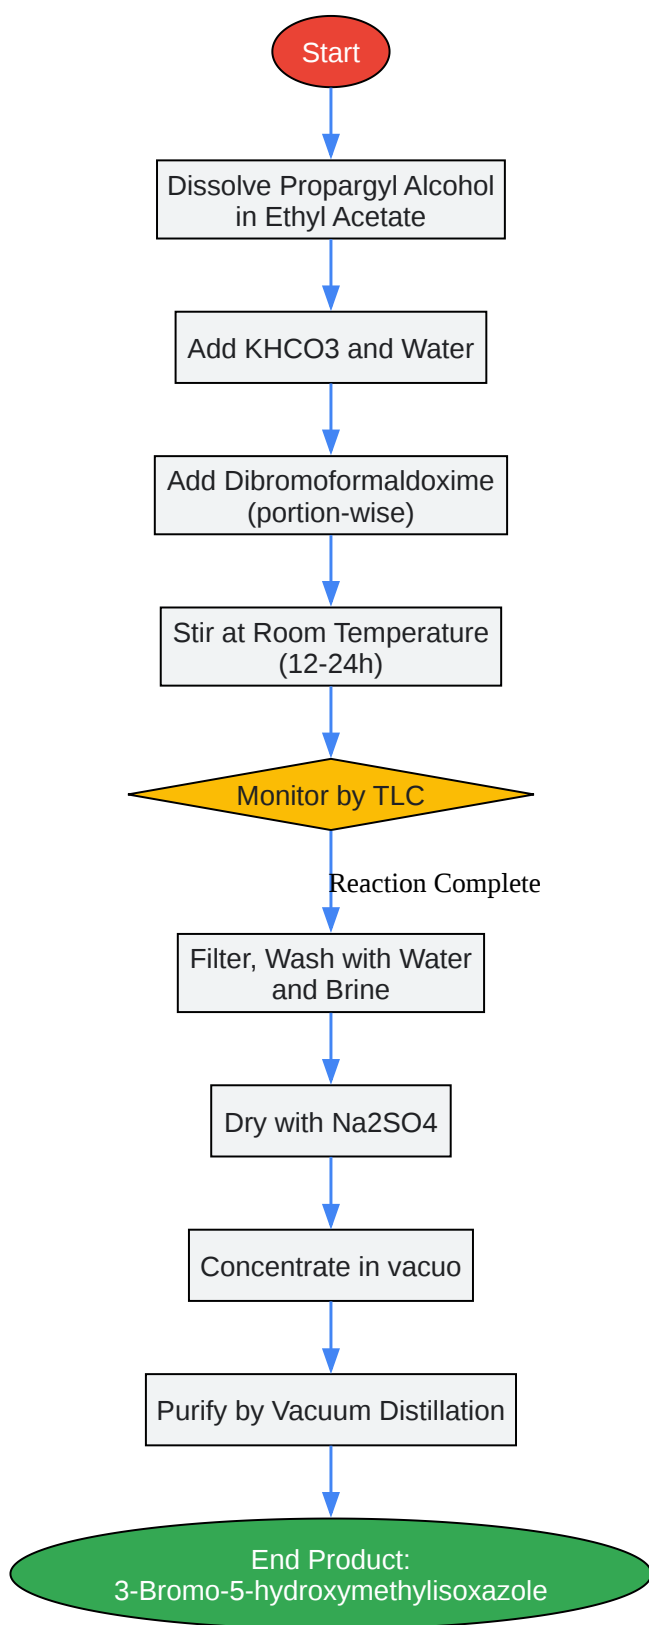 Start
Dissolve Propargyl Alcohol
in Ethyl Acetate
Add KHCO3 and Water
Add Dibromoformaldoxime
(portion-wise)
Stir at Room Temperature
(12-24h)
Monitor by TLC
Reaction Complete
Filter, Wash with Water
and Brine
Dry with Na2SO4
Concentrate in vacuo
Purify by Vacuum Distillation
End Product:
3-Bromo-5-hydroxymethylisoxazole